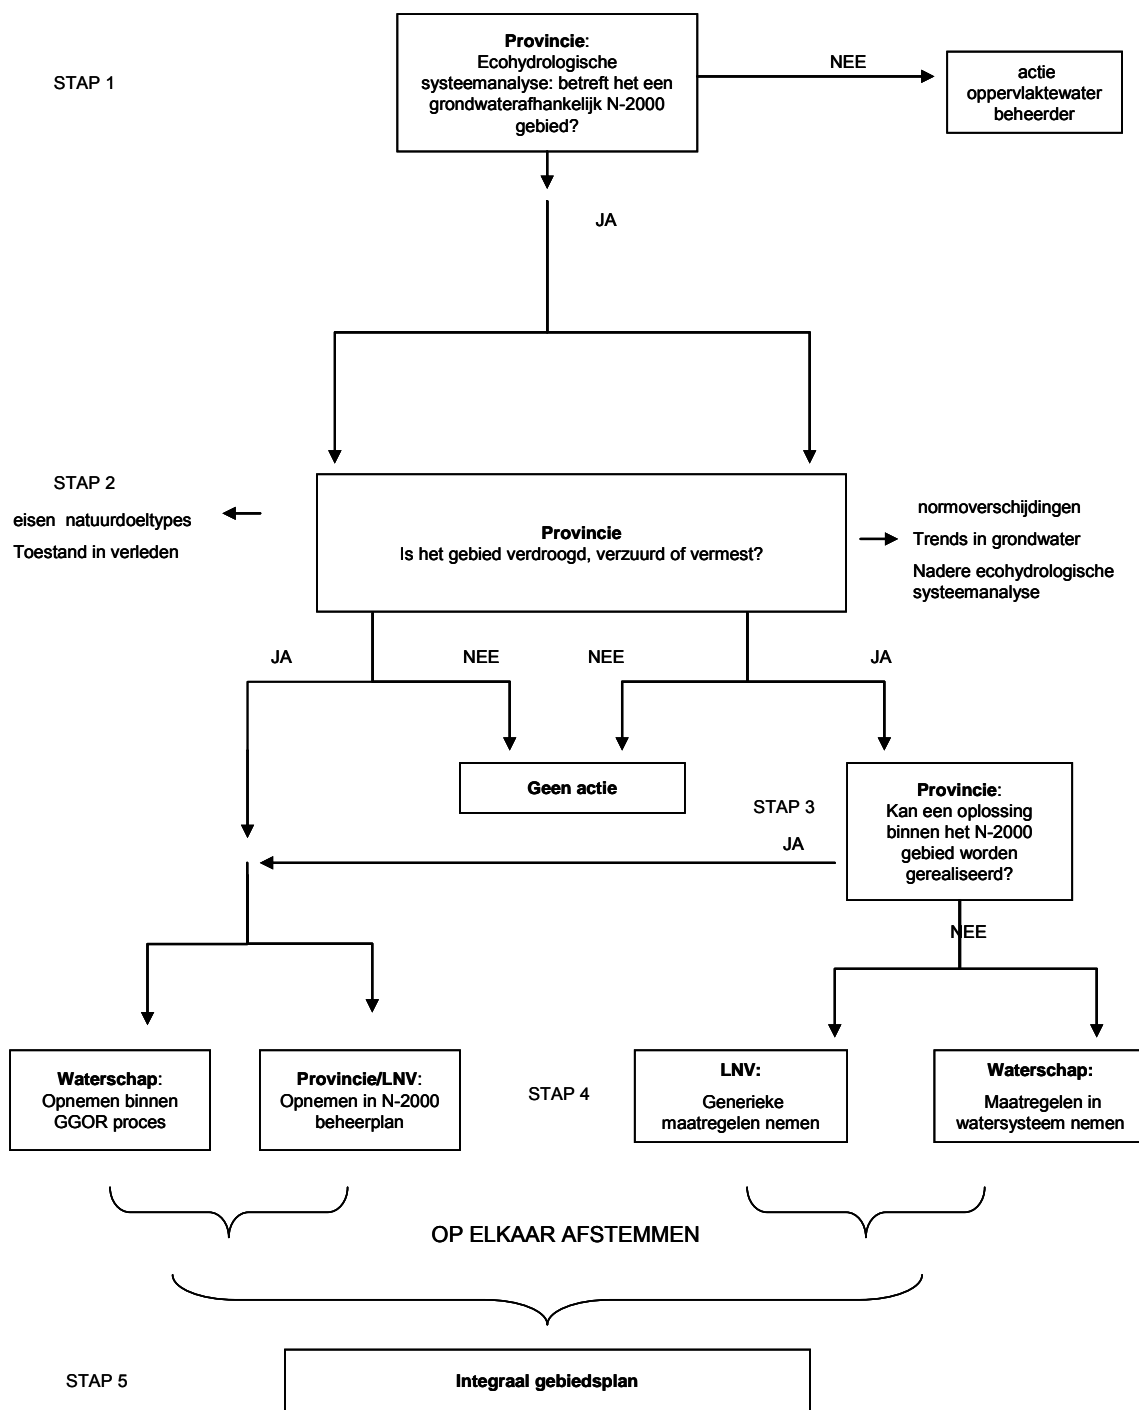 Provincie:
Ecohydrologische
systeemanalyse: betreft het een
grondwaterafhankelijk N-2000
gebied?
STAP 1
NEE
actie
oppervlaktewater
beheerder
JA
STAP 2
eisen natuurdoeltypes
Toestand in verleden
Provincie
Is het gebied verdroogd, verzuurd of vermest?
normoverschijdingen
Trends in grondwater
Nadere ecohydrologische
systeemanalyse
JA
NEE
NEE
JA
Geen actie
STAP 3
JA
Provincie:
Kan een oplossing
binnen het N-2000
gebied worden
gerealiseerd?
NEE
Waterschap:
Opnemen binnen
GGOR proces
Provincie/LNV:
Opnemen in N-2000
beheerplan
STAP 4
LNV:
Generieke
maatregelen nemen
Waterschap:
Maatregelen in
watersysteem nemen
OP ELKAAR AFSTEMMEN
STAP 5
Integraal gebiedsplan